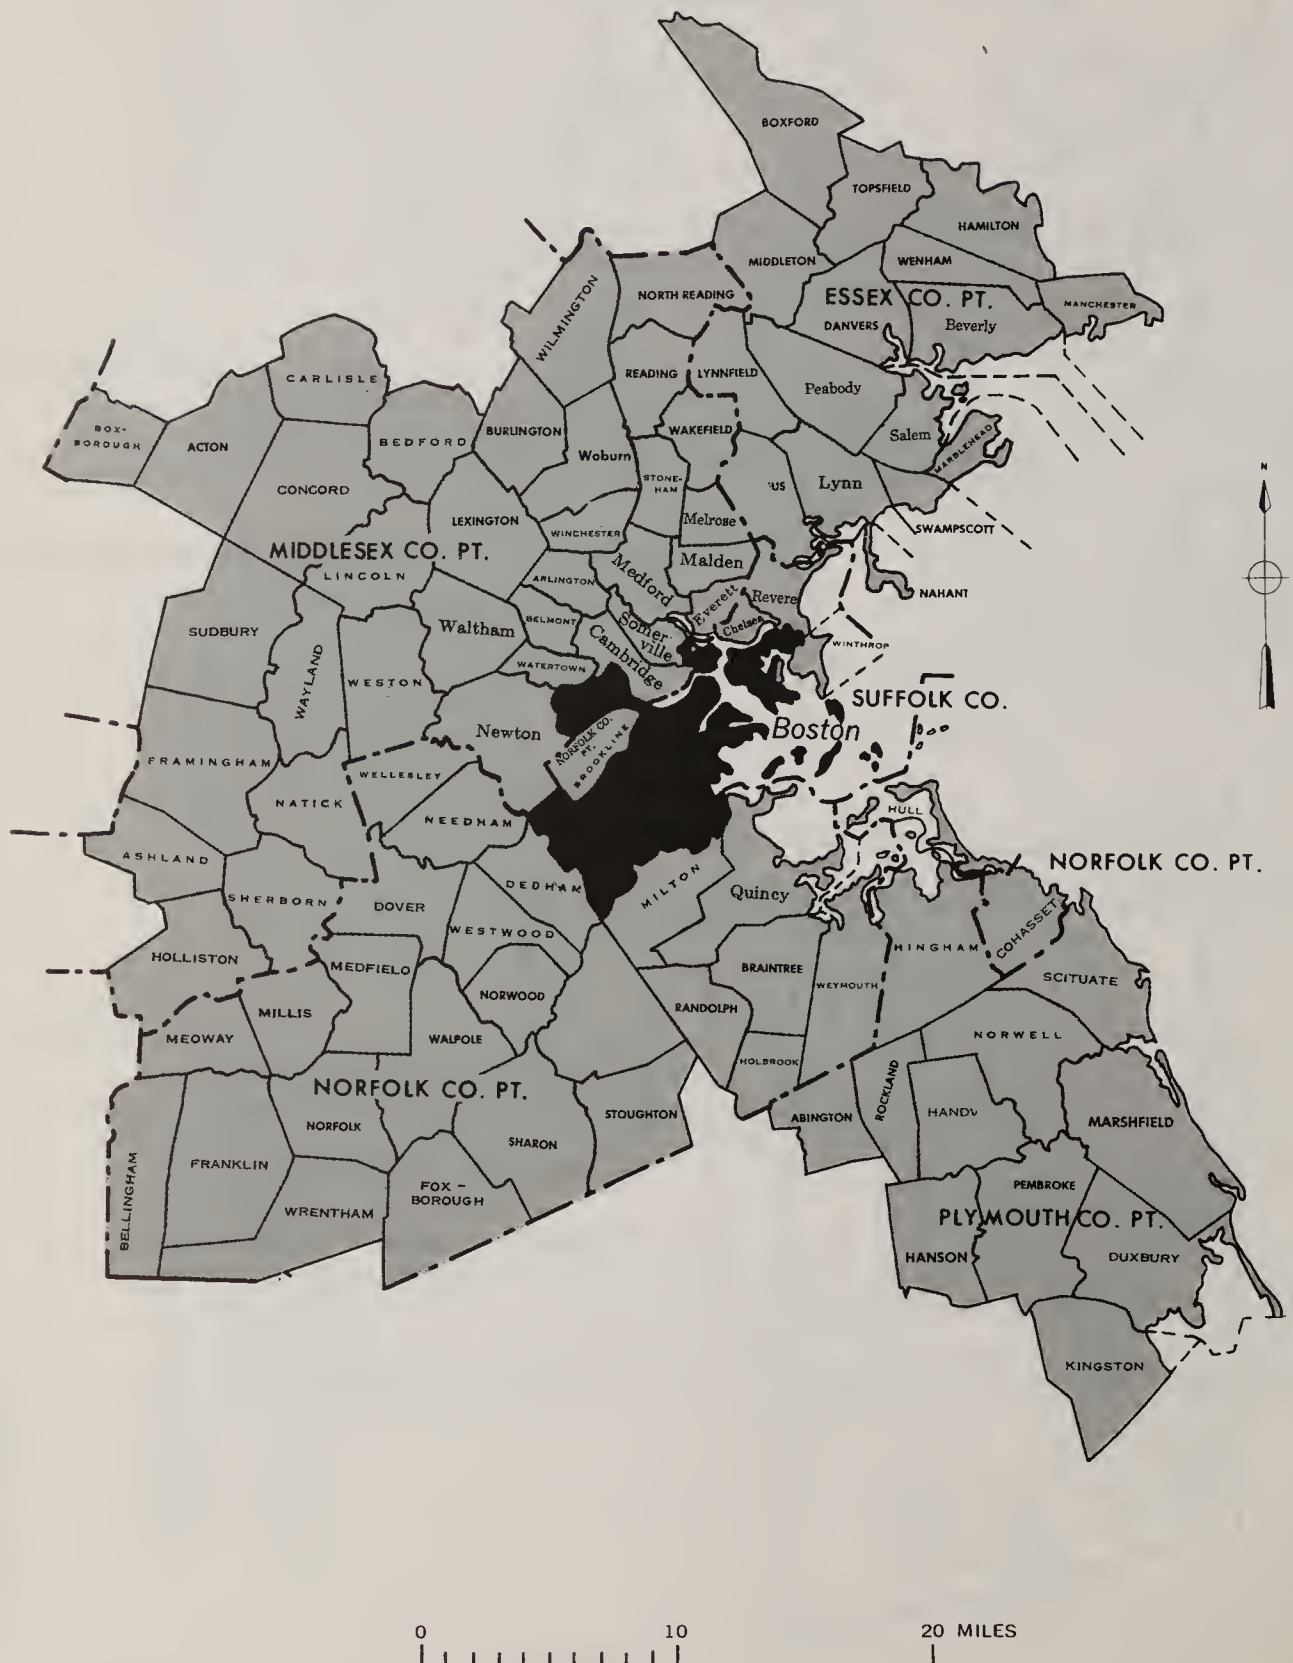 BOXFORD
TOPSFIELD
HAMILTON
MIDDLETON
WENHAM
NORTH READING
ESSEX CO. PT.
MANCHESTER
WILMINGTON
DANVERS
Beverly
CARLISLE
READING
LYNNFIELD
Peabody
BOX-
BOROUGH
ACTON
BEDFORD
BURLINGTON
WAKEFIELD
Salem
MARBLEHEAD
Woburn
STONE-
HAM
US
Lynn
N
CONCORD
LEXINGTON
WINCHESTER
Melrose
SWAMPSCOTT
MIDDLESEX CO. PT.
LINCOLN
ARLINGTON
Medford
Malden
NAHANT
Everett
Revere
SUDBURY
Waltham
BELMONT
Somer-
ville
Chelsea
WINTHROP
WAYLAND
WESTON
WATERTOWN
Cambridge
SUFFOLK CO.
Newton
Boston
NORFOLK CO.
PT.
BROOKLINE
FRAMINGHAM
WELLESLEY
NATICK
NEEDHAM
HULL
ASHLAND
NORFOLK CO. PT.
SHERBORN
DOVER
DEDHAM
MILTON
Quincy
WESTWOOD
HINGHAM
COHASSET
HOLLISTON
MEDFIELD
NORWOOD
BRAINTREE
WEYMOUTH
SCITUATE
MILLIS
RANDOLPH
MEDWAY
WALPOLE
NORWELL
HOLBROOK
NORFOLK CO. PT.
ROCKLAND
STOUGHTON
ABINGTON
HANOV
MARSHFIELD
NORFOLK
SHARON
FRANKLIN
BELLINGHAM
WRENTHAM
FOX-
BOROUGH
PEMBROKE
PLYMOUTH CO. PT.
HANSON
DUXBURY
KINGSTON
0 10 20 MILES